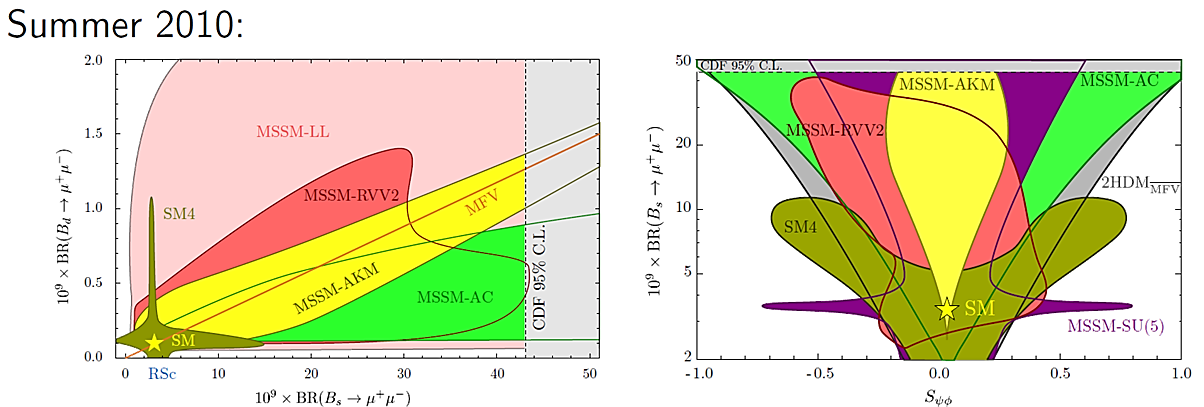 Summer 2010:
2.0
1.5
1.0
0.5
0.0
10⁹ × BR(B_d → μ⁺μ⁻)
MSSM-LL
MSSM-RVV2
SM4
MFV
MSSM-AKM
MSSM-AC
CDF 95% C.L.
SM
0
10
20
30
40
50
RSc
10⁹ × BR(B_s → μ⁺μ⁻)
50
20
10
5
2
10⁹ × BR(B_s → μ⁺μ⁻)
CDF 95% C.L.
MSSM-AKM
MSSM-AC
MSSM-RVV2
2HDM_M̅F̅V̅
SM4
SM
MSSM-SU(5)
-1.0
-0.5
0.0
0.5
1.0
S_ψϕ